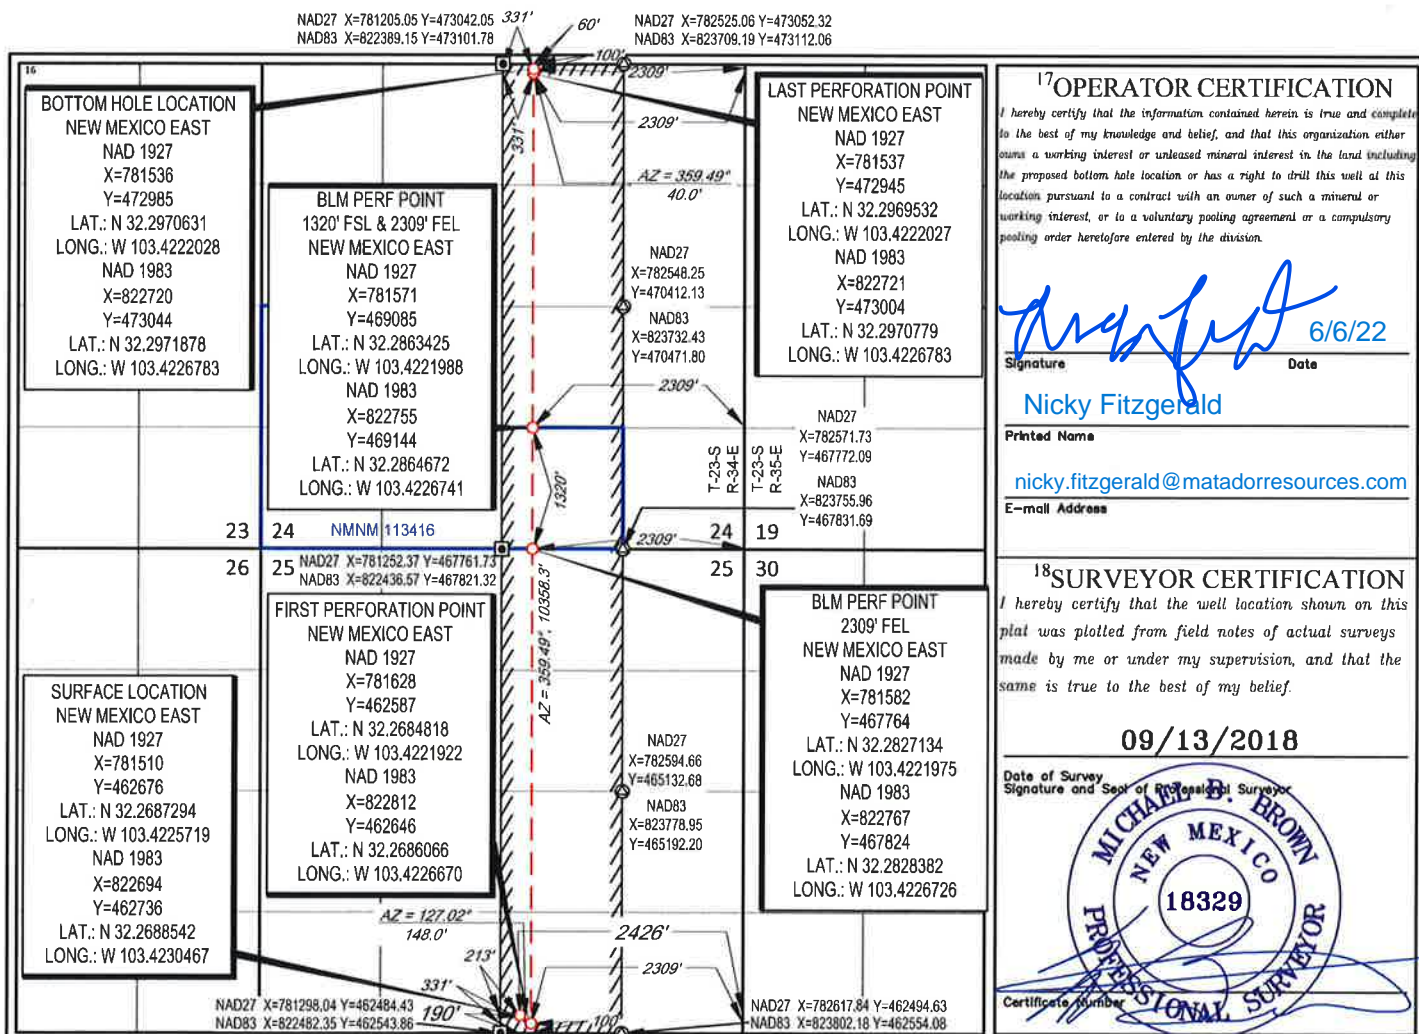 NAD27 X=781205.05 Y=473042.05
NAD83 X=822389.15 Y=473101.78
331'
60'
NAD27 X=782525.06 Y=473052.32
NAD83 X=823709.19 Y=473112.06
100'
2309'
16
BOTTOM HOLE LOCATION
NEW MEXICO EAST
NAD 1927
X=781536
Y=472985
LAT.: N 32.2970631
LONG.: W 103.4222028
NAD 1983
X=822720
Y=473044
LAT.: N 32.2971878
LONG.: W 103.4226783
BLM PERF POINT
1320' FSL & 2309' FEL
NEW MEXICO EAST
NAD 1927
X=781571
Y=469085
LAT.: N 32.2863425
LONG.: W 103.4221988
NAD 1983
X=822755
Y=469144
LAT.: N 32.2864672
LONG.: W 103.4226741
331'
2309'
AZ = 359.49°
40.0'
LAST PERFORATION POINT
NEW MEXICO EAST
NAD 1927
X=781537
Y=472945
LAT.: N 32.2969532
LONG.: W 103.4222027
NAD 1983
X=822721
Y=473004
LAT.: N 32.2970779
LONG.: W 103.4226783
NAD27
X=782548.25
Y=470412.13
NAD83
X=823732.43
Y=470471.80
2309'
NAD27
X=782571.73
Y=467772.09
NAD83
X=823755.96
Y=467831.69
T-23-S
R-34-E
T-23-S
R-35-E
1320'
23
24
NMNM 113416
2309'
24
19
26
25
NAD27 X=781252.37 Y=467761.73
NAD83 X=822436.57 Y=467821.32
25
30
FIRST PERFORATION POINT
NEW MEXICO EAST
NAD 1927
X=781628
Y=462587
LAT.: N 32.2684818
LONG.: W 103.4221922
NAD 1983
X=822812
Y=462646
LAT.: N 32.2686066
LONG.: W 103.4226670
AZ = 359.49°, 10358.3'
BLM PERF POINT
2309' FEL
NEW MEXICO EAST
NAD 1927
X=781582
Y=467764
LAT.: N 32.2827134
LONG.: W 103.4221975
NAD 1983
X=822767
Y=467824
LAT.: N 32.2828382
LONG.: W 103.4226726
SURFACE LOCATION
NEW MEXICO EAST
NAD 1927
X=781510
Y=462676
LAT.: N 32.2687294
LONG.: W 103.4225719
NAD 1983
X=822694
Y=462736
LAT.: N 32.2688542
LONG.: W 103.4230467
NAD27
X=782594.66
Y=465132.68
NAD83
X=823778.95
Y=465192.20
AZ = 127.02°
148.0'
2426'
213'
2309'
331'
190'
100'
NAD27 X=781298.04 Y=462484.43
NAD83 X=822482.35 Y=462543.86
NAD27 X=782617.84 Y=462494.63
NAD83 X=823802.18 Y=462554.08
17 OPERATOR CERTIFICATION
I hereby certify that the information contained herein is true and complete
to the best of my knowledge and belief, and that this organization either
owns a working interest or unleased mineral interest in the land including
the proposed bottom hole location or has a right to drill this well at this
location pursuant to a contract with an owner of such a mineral or
working interest, or to a voluntary pooling agreement or a compulsory
pooling order heretofore entered by the division.
6/6/22
Signature Date
Nicky Fitzgerald
Printed Name
nicky.fitzgerald@matadorresources.com
E-mail Address
18 SURVEYOR CERTIFICATION
I hereby certify that the well location shown on this
plat was plotted from field notes of actual surveys
made by me or under my supervision, and that the
same is true to the best of my belief.
09/13/2018
Date of Survey
Signature and Seal of Professional Surveyor
MICHAEL B. BROWN
NEW MEXICO
18329
PROFESSIONAL SURVEYOR
Certificate Number